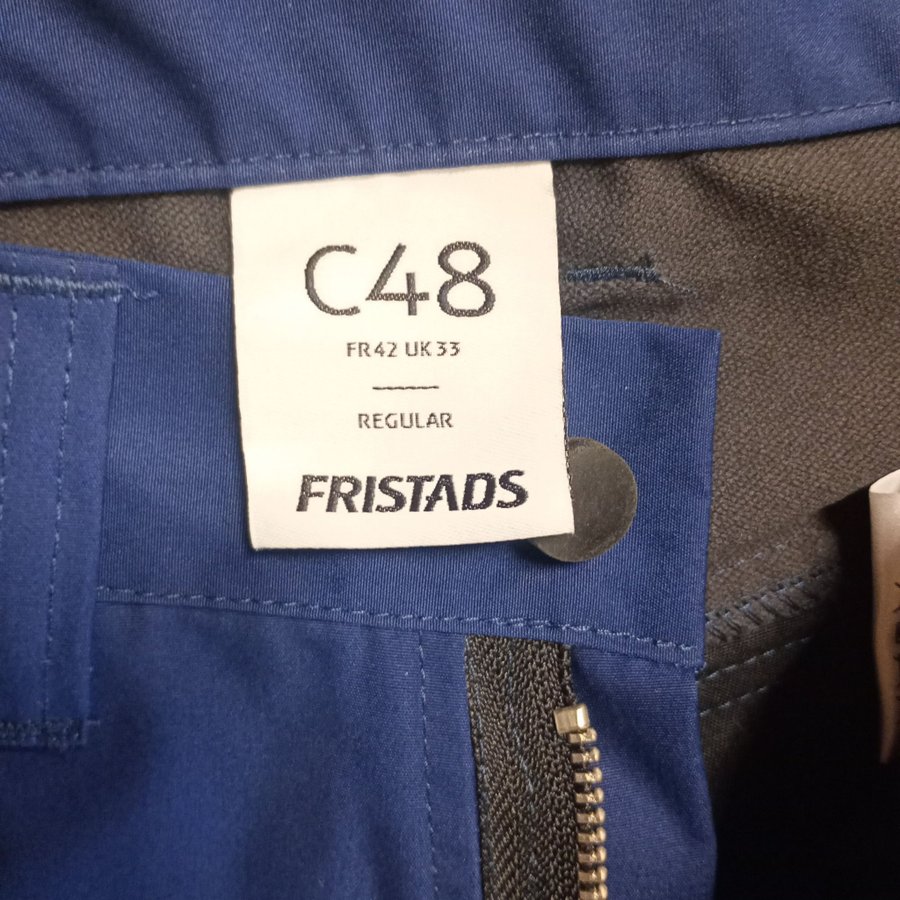 C48
FR42 UK33
REGULAR
FRISTADS